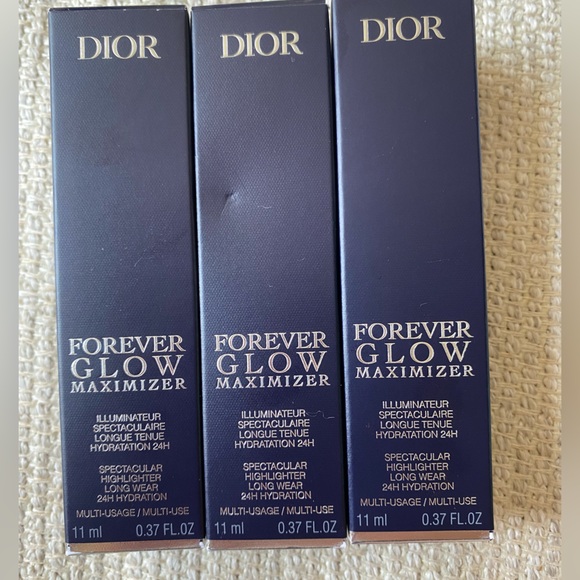 DIOR
FOREVER
GLOW
MAXIMIZER
ILLUMINATEUR
SPECTACULAIRE
LONGUE TENUE
HYDRATATION 24H
SPECTACULAR
HIGHLIGHTER
LONG WEAR
24H HYDRATION
MULTI-USAGE / MULTI-USE
11 ml 0.37 FL.OZ
DIOR
FOREVER
GLOW
MAXIMIZER
ILLUMINATEUR
SPECTACULAIRE
LONGUE TENUE
HYDRATATION 24H
SPECTACULAR
HIGHLIGHTER
LONG WEAR
24H HYDRATION
MULTI-USAGE / MULTI-USE
11 ml 0.37 FL.OZ
DIOR
FOREVER
GLOW
MAXIMIZER
ILLUMINATEUR
SPECTACULAIRE
LONGUE TENUE
HYDRATATION 24H
SPECTACULAR
HIGHLIGHTER
LONG WEAR
24H HYDRATION
MULTI-USAGE / MULTI-USE
11 ml 0.37 FL.OZ